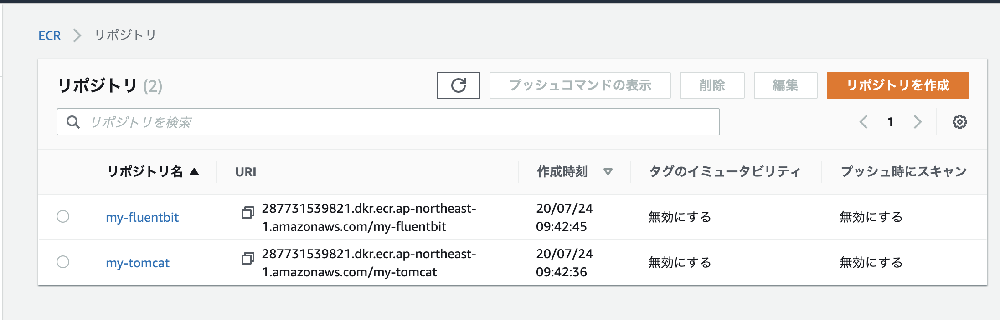 ECR リポジトリ
リポジトリ (2) プッシュコマンドの表示 削除 編集 リポジトリを作成
リポジトリを検索 1
リポジトリ名 URI 作成時刻 タグのイミュータビリティ プッシュ時にスキャン
my-fluentbit 287731539821.dkr.ecr.ap-northeast- 20/07/24 無効にする 無効にする
1.amazonaws.com/my-fluentbit 09:42:45
my-tomcat 287731539821.dkr.ecr.ap-northeast- 20/07/24 無効にする 無効にする
1.amazonaws.com/my-tomcat 09:42:36